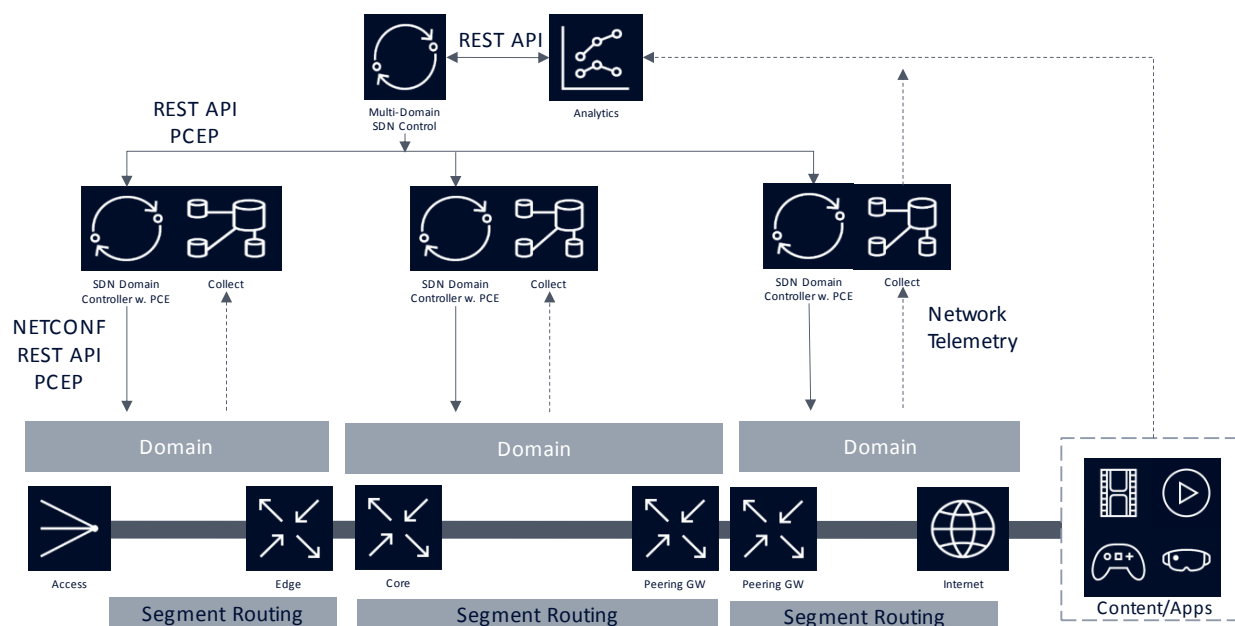 REST API
Multi-Domain
SDN Control
Analytics
REST API
PCEP
SDN Domain
Controller w. PCE
Collect
SDN Domain
Controller w. PCE
Collect
SDN Domain
Controller w. PCE
Collect
NETCONF
REST API
PCEP
Network
Telemetry
Domain
Domain
Domain
Access
Edge
Core
Peering GW
Peering GW
Internet
Content/Apps
Segment Routing
Segment Routing
Segment Routing